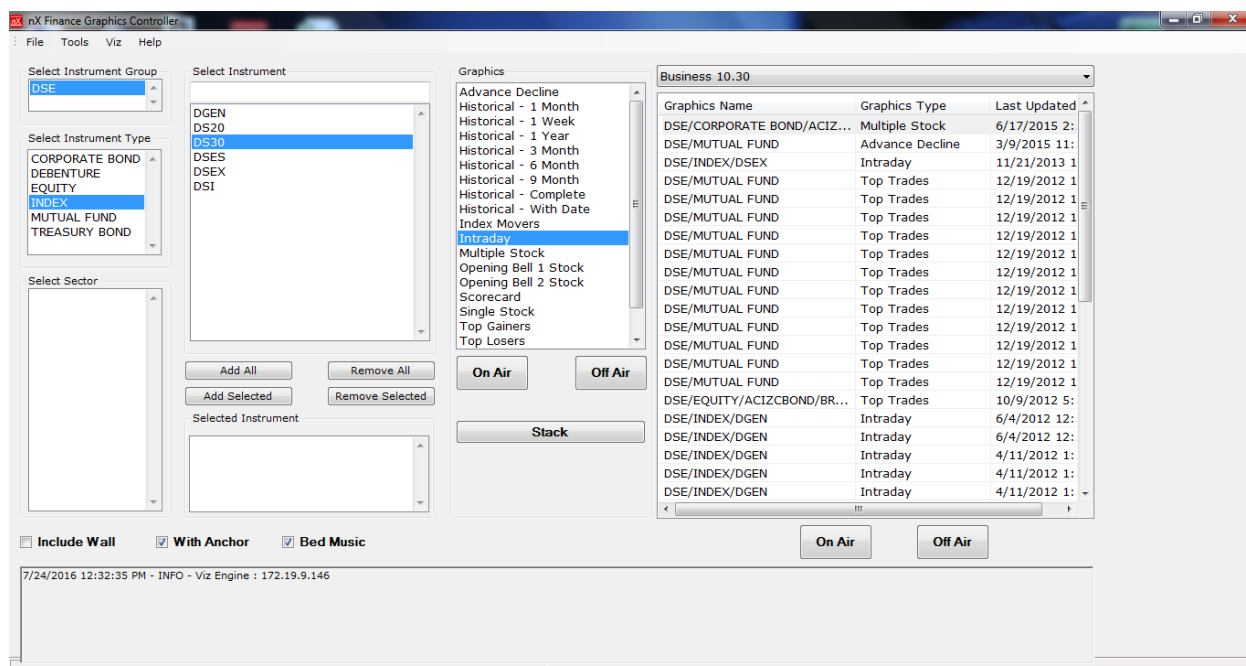 nX nX Finance Graphics Controller
File Tools Viz Help
Select Instrument Group
DSE
Select Instrument Type
CORPORATE BOND
DEBENTURE
EQUITY
INDEX
MUTUAL FUND
TREASURY BOND
Select Sector
Select Instrument
DGEN
DS20
DS30
DSES
DSEX
DSI
Add All Remove All
Add Selected Remove Selected
Selected Instrument
Graphics
Advance Decline
Historical - 1 Month
Historical - 1 Week
Historical - 1 Year
Historical - 3 Month
Historical - 6 Month
Historical - 9 Month
Historical - Complete
Historical - With Date
Index Movers
Intraday
Multiple Stock
Opening Bell 1 Stock
Opening Bell 2 Stock
Scorecard
Single Stock
Top Gainers
Top Losers
On Air Off Air
Stack
Business 10.30
Graphics Name Graphics Type Last Updated
DSE/CORPORATE BOND/ACIZ... Multiple Stock 6/17/2015 2:
DSE/MUTUAL FUND Advance Decline 3/9/2015 11:
DSE/INDEX/DSEX Intraday 11/21/2013 1
DSE/MUTUAL FUND Top Trades 12/19/2012 1
DSE/MUTUAL FUND Top Trades 12/19/2012 1
DSE/MUTUAL FUND Top Trades 12/19/2012 1
DSE/MUTUAL FUND Top Trades 12/19/2012 1
DSE/MUTUAL FUND Top Trades 12/19/2012 1
DSE/MUTUAL FUND Top Trades 12/19/2012 1
DSE/MUTUAL FUND Top Trades 12/19/2012 1
DSE/MUTUAL FUND Top Trades 12/19/2012 1
DSE/MUTUAL FUND Top Trades 12/19/2012 1
DSE/MUTUAL FUND Top Trades 12/19/2012 1
DSE/MUTUAL FUND Top Trades 12/19/2012 1
DSE/MUTUAL FUND Top Trades 12/19/2012 1
DSE/EQUITY/ACIZCBOND/BR... Top Trades 10/9/2012 5:
DSE/INDEX/DGEN Intraday 6/4/2012 12:
DSE/INDEX/DGEN Intraday 6/4/2012 12:
DSE/INDEX/DGEN Intraday 4/11/2012 1:
DSE/INDEX/DGEN Intraday 4/11/2012 1:
DSE/INDEX/DGEN Intraday 4/11/2012 1:
Include Wall With Anchor Bed Music
On Air Off Air
7/24/2016 12:32:35 PM - INFO - Viz Engine : 172.19.9.146